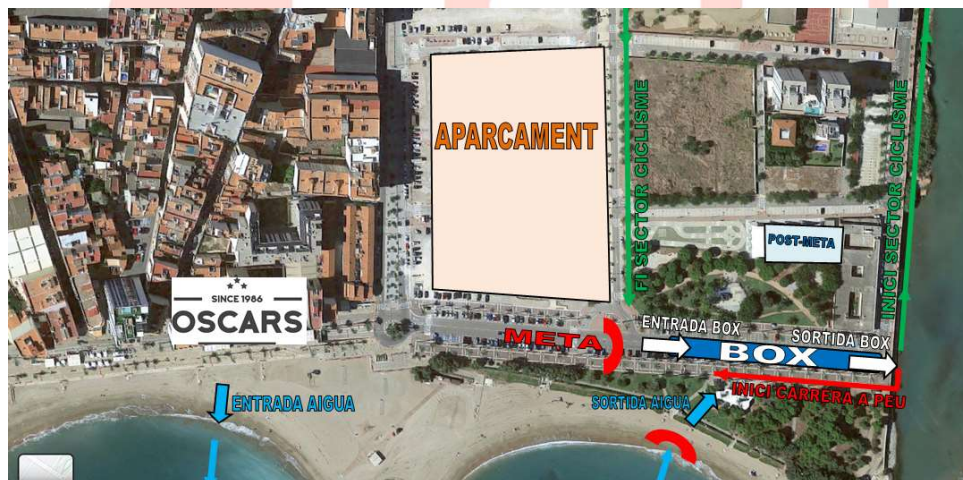 APARCAMENT
FI SECTOR CICLISME
INICI SECTOR CICLISME
POST-META
SINCE 1986
OSCARS
META
ENTRADA BOX
SORTIDA BOX
BOX
INICI CARRERA A PEU
ENTRADA AIGUA
SORTIDA AIGUA